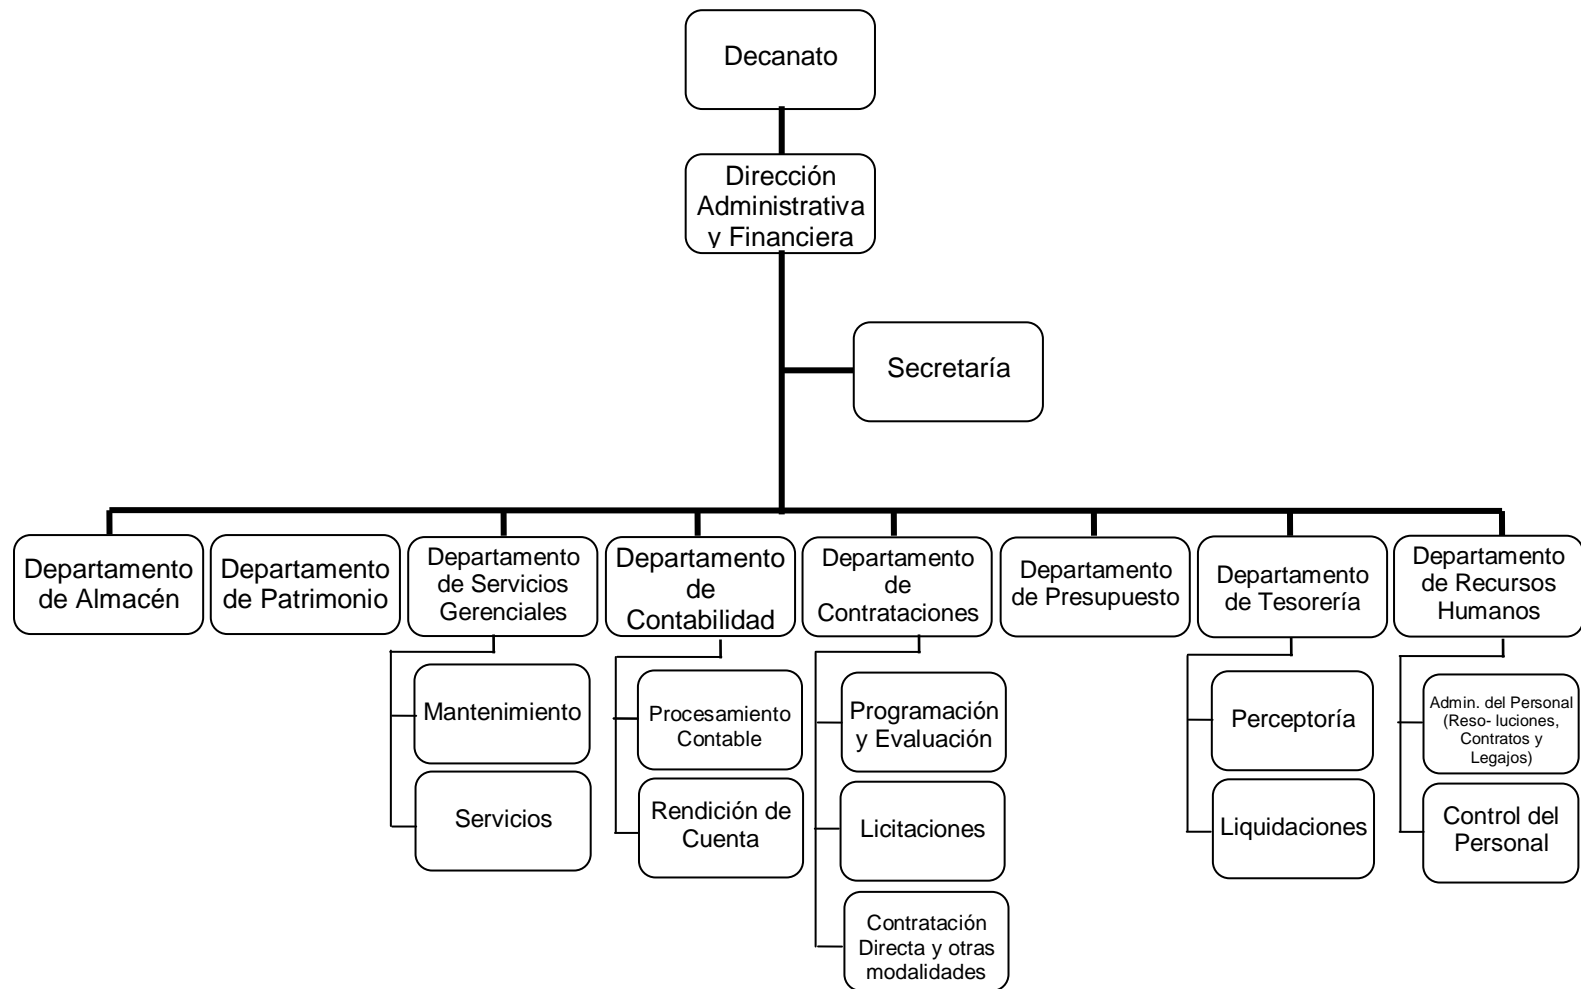 Decanato
Dirección
Administrativa
y Financiera
Secretaría
Departamento
de Almacén
Departamento
de Patrimonio
Departamento
de Servicios
Gerenciales
Departamento
de
Contabilidad
Departamento
de
Contrataciones
Departamento
de Presupuesto
Departamento
de Tesorería
Departamento
de Recursos
Humanos
Mantenimiento
Servicios
Procesamiento
Contable
Rendición de
Cuenta
Programación
y Evaluación
Licitaciones
Contratación
Directa y otras
modalidades
Perceptoría
Liquidaciones
Admin. del Personal
(Reso- luciones,
Contratos y
Legajos)
Control del
Personal